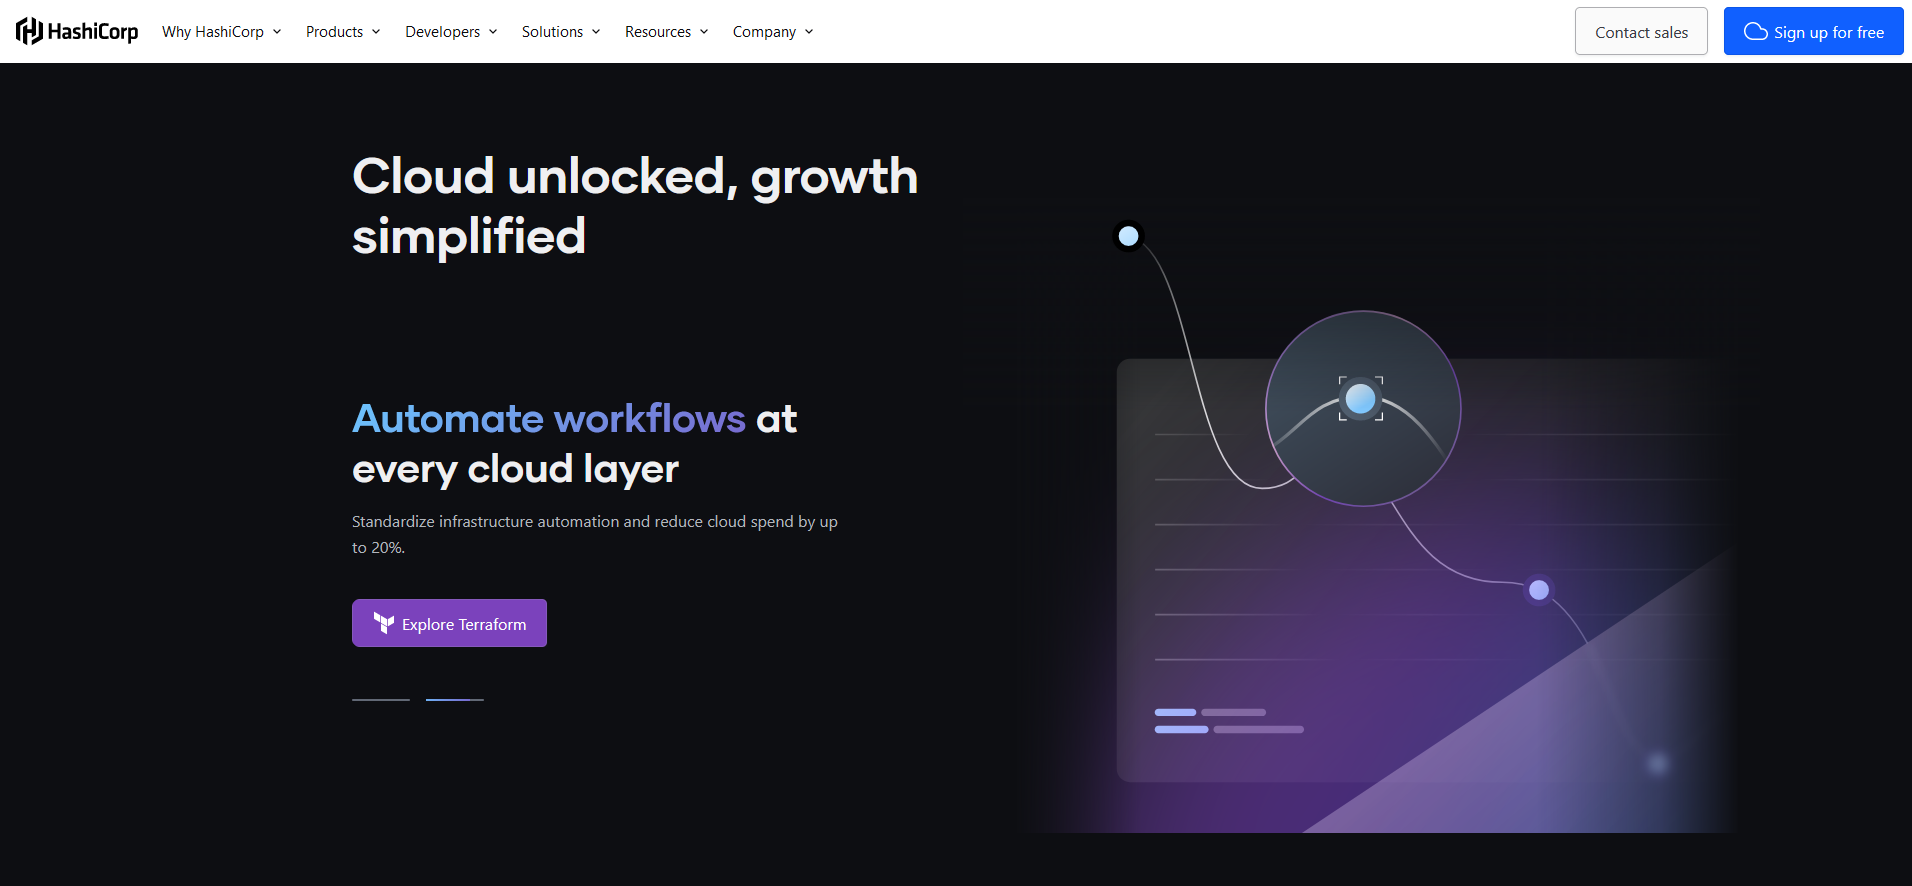 HashiCorp Why HashiCorp Products Developers Solutions Resources Company Contact sales Sign up for free
Cloud unlocked, growth
simplified
Automate workflows at
every cloud layer
Standardize infrastructure automation and reduce cloud spend by up
to 20%.
Explore Terraform